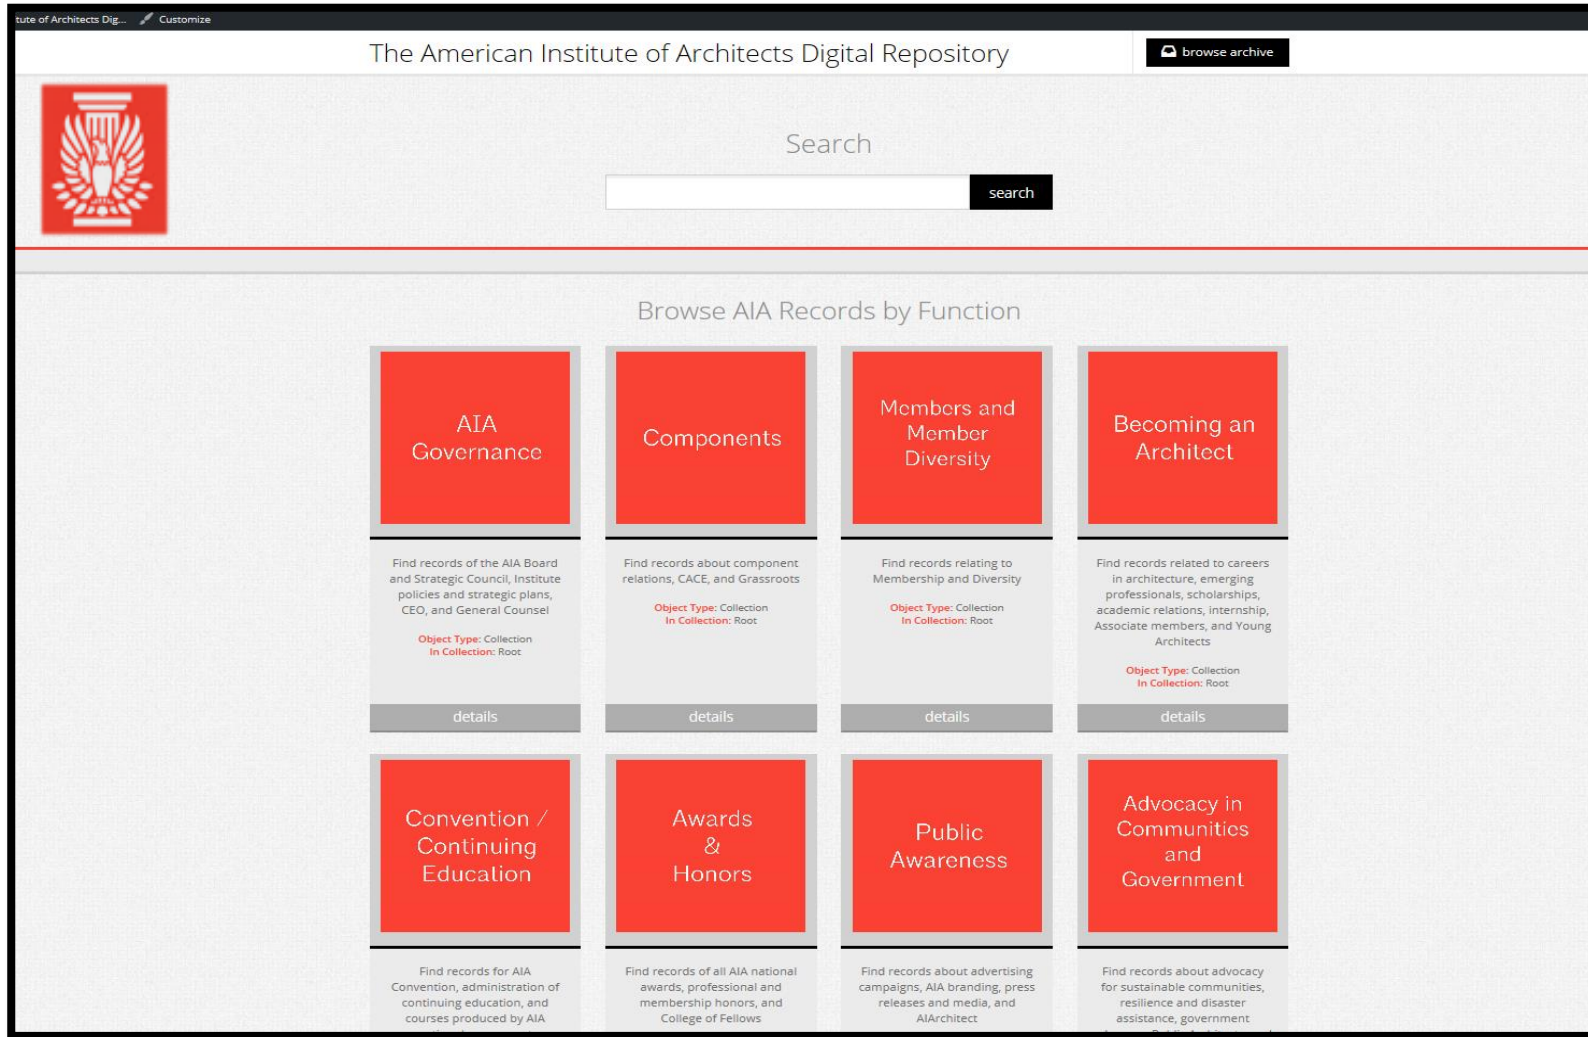 tute of Architects Dig... Customize
The American Institute of Architects Digital Repository
browse archive
Search
search
Browse AIA Records by Function
AIA
Governance
Components
Members and
Member
Diversity
Becoming an
Architect
Find records of the AIA Board
and Strategic Council, Institute
policies and strategic plans,
CEO, and General Counsel
Object Type: Collection
In Collection: Root
Find records about component
relations, CACE, and Grassroots
Object Type: Collection
In Collection: Root
Find records relating to
Membership and Diversity
Object Type: Collection
In Collection: Root
Find records related to careers
in architecture, emerging
professionals, scholarships,
academic relations, internship,
Associate members, and Young
Architects
Object Type: Collection
In Collection: Root
details
details
details
details
Convention /
Continuing
Education
Awards
&
Honors
Public
Awareness
Advocacy in
Communities
and
Government
Find records for AIA
Convention, administration of
continuing education, and
courses produced by AIA
Find records of all AIA national
awards, professional and
membership honors, and
College of Fellows
Find records about advertising
campaigns, AIA branding, press
releases and media, and
AIArchitect
Find records about advocacy
for sustainable communities,
resilience and disaster
assistance, government